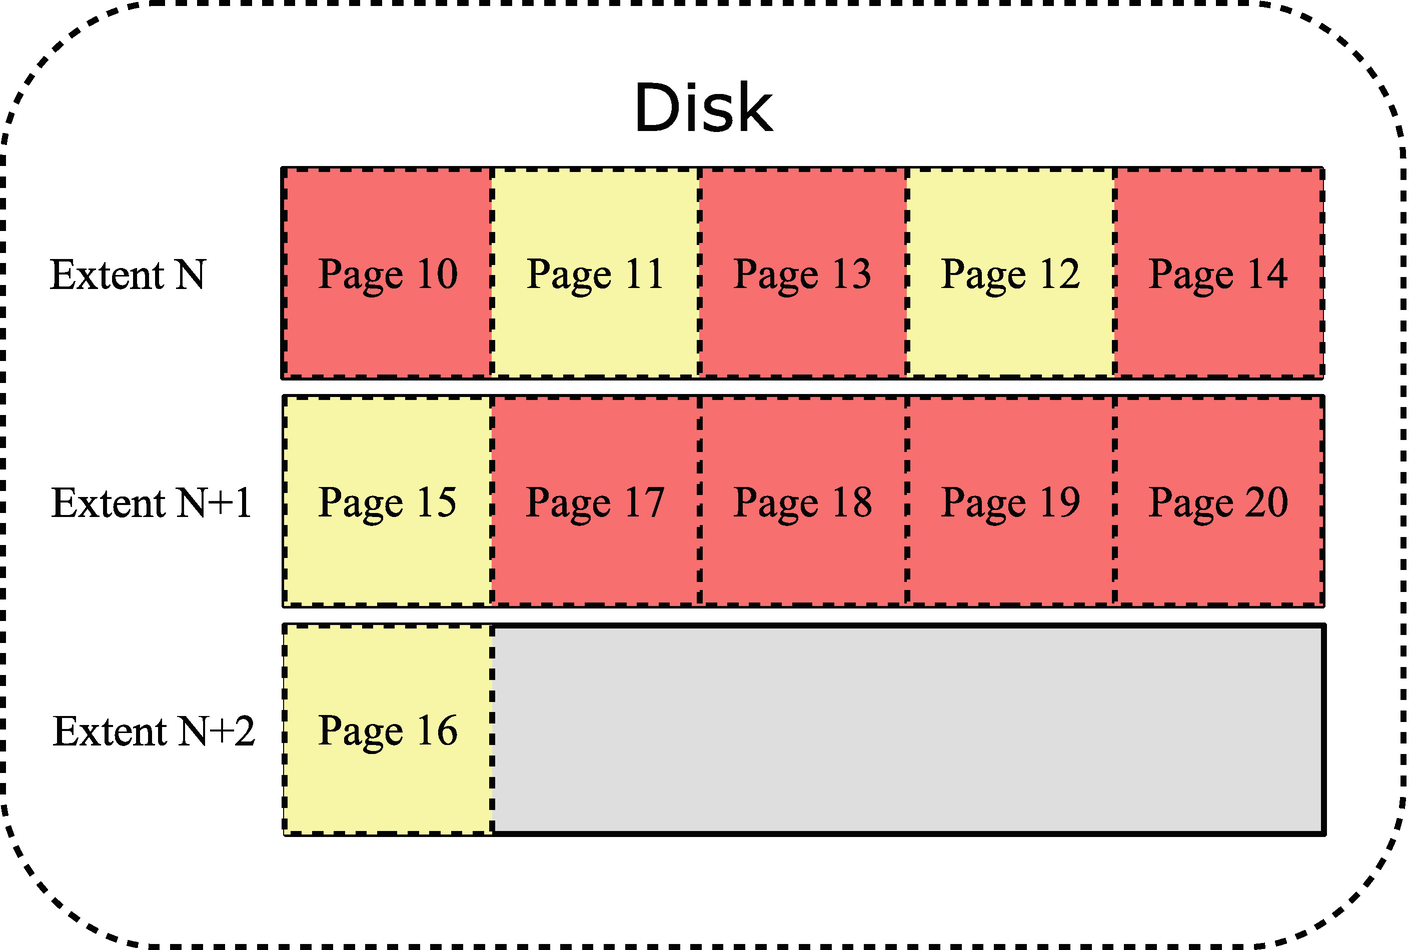 Disk
Extent N Page 10 Page 11 Page 13 Page 12 Page 14
Extent N+1 Page 15 Page 17 Page 18 Page 19 Page 20
Extent N+2 Page 16